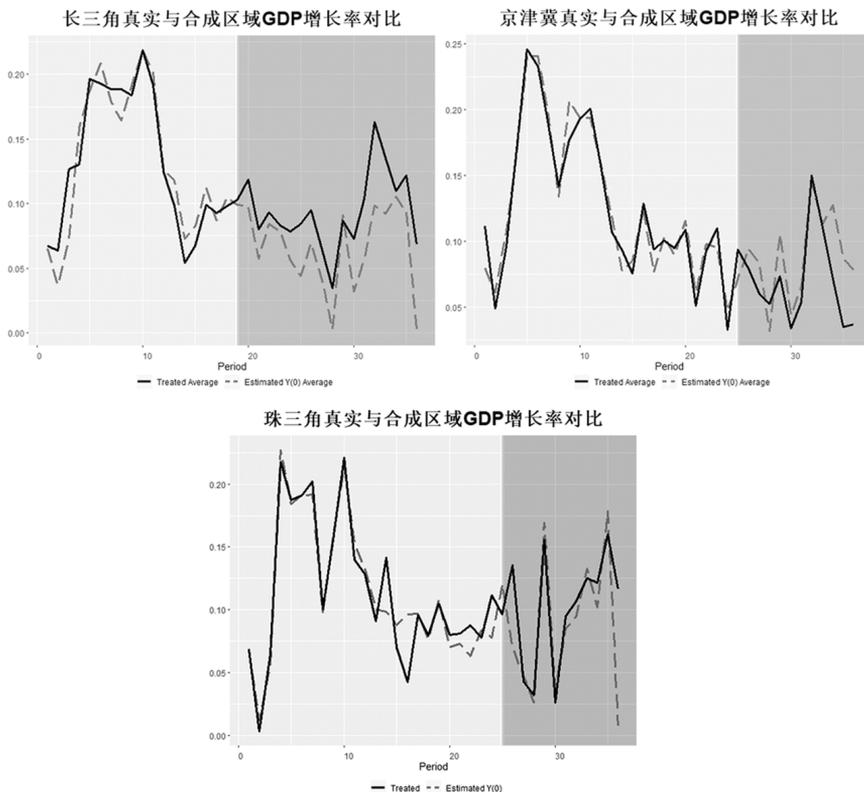 长三角真实与合成区域GDP增长率对比
0.20
0.15
0.10
0.05
0.00
0 10 20 30
Period
Treated Average Estimated Y(0) Average
京津冀真实与合成区域GDP增长率对比
0.25
0.20
0.15
0.10
0.05
0 10 20 30
Period
Treated Average Estimated Y(0) Average
珠三角真实与合成区域GDP增长率对比
0.20
0.15
0.10
0.05
0.00
0 10 20 30
Period
Treated Estimated Y(0)